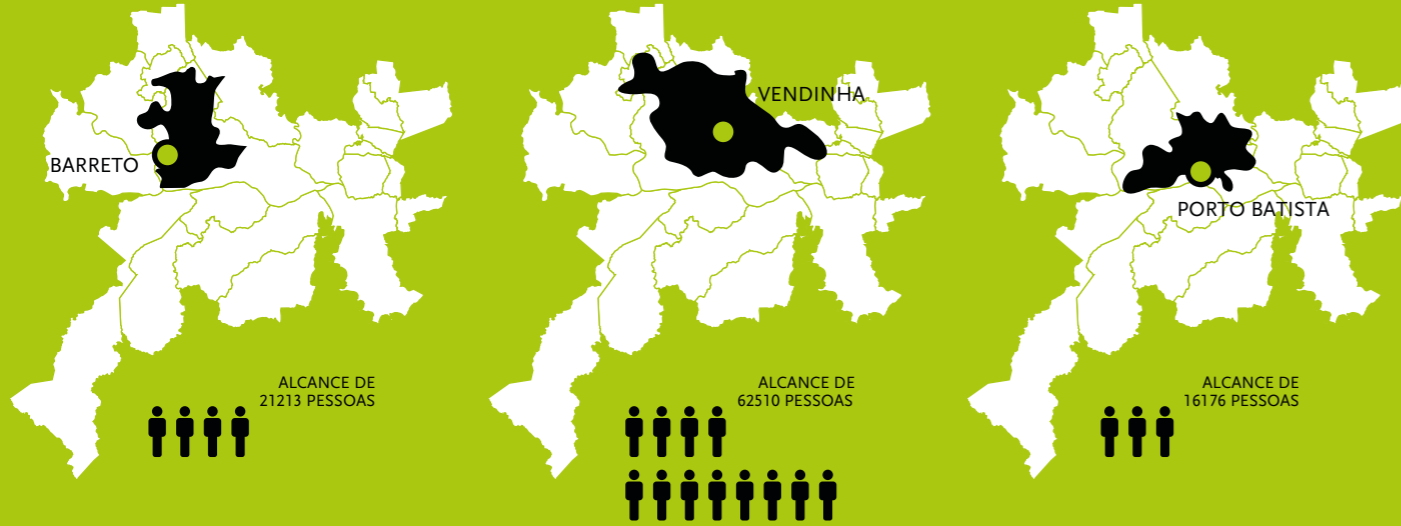 BARRETO
ALCANCE DE
21213 PESSOAS
VENDINHA
ALCANCE DE
62510 PESSOAS
PORTO BATISTA
ALCANCE DE
16176 PESSOAS